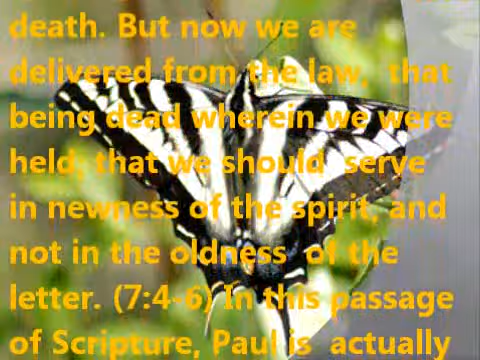 death. But now we are
delivered from the law, that
being dead wherein we were
held, that we should serve
in newness of the spirit, and
not in the oldness of the
letter. (7:4-6) In this passage
of Scripture, Paul is actually